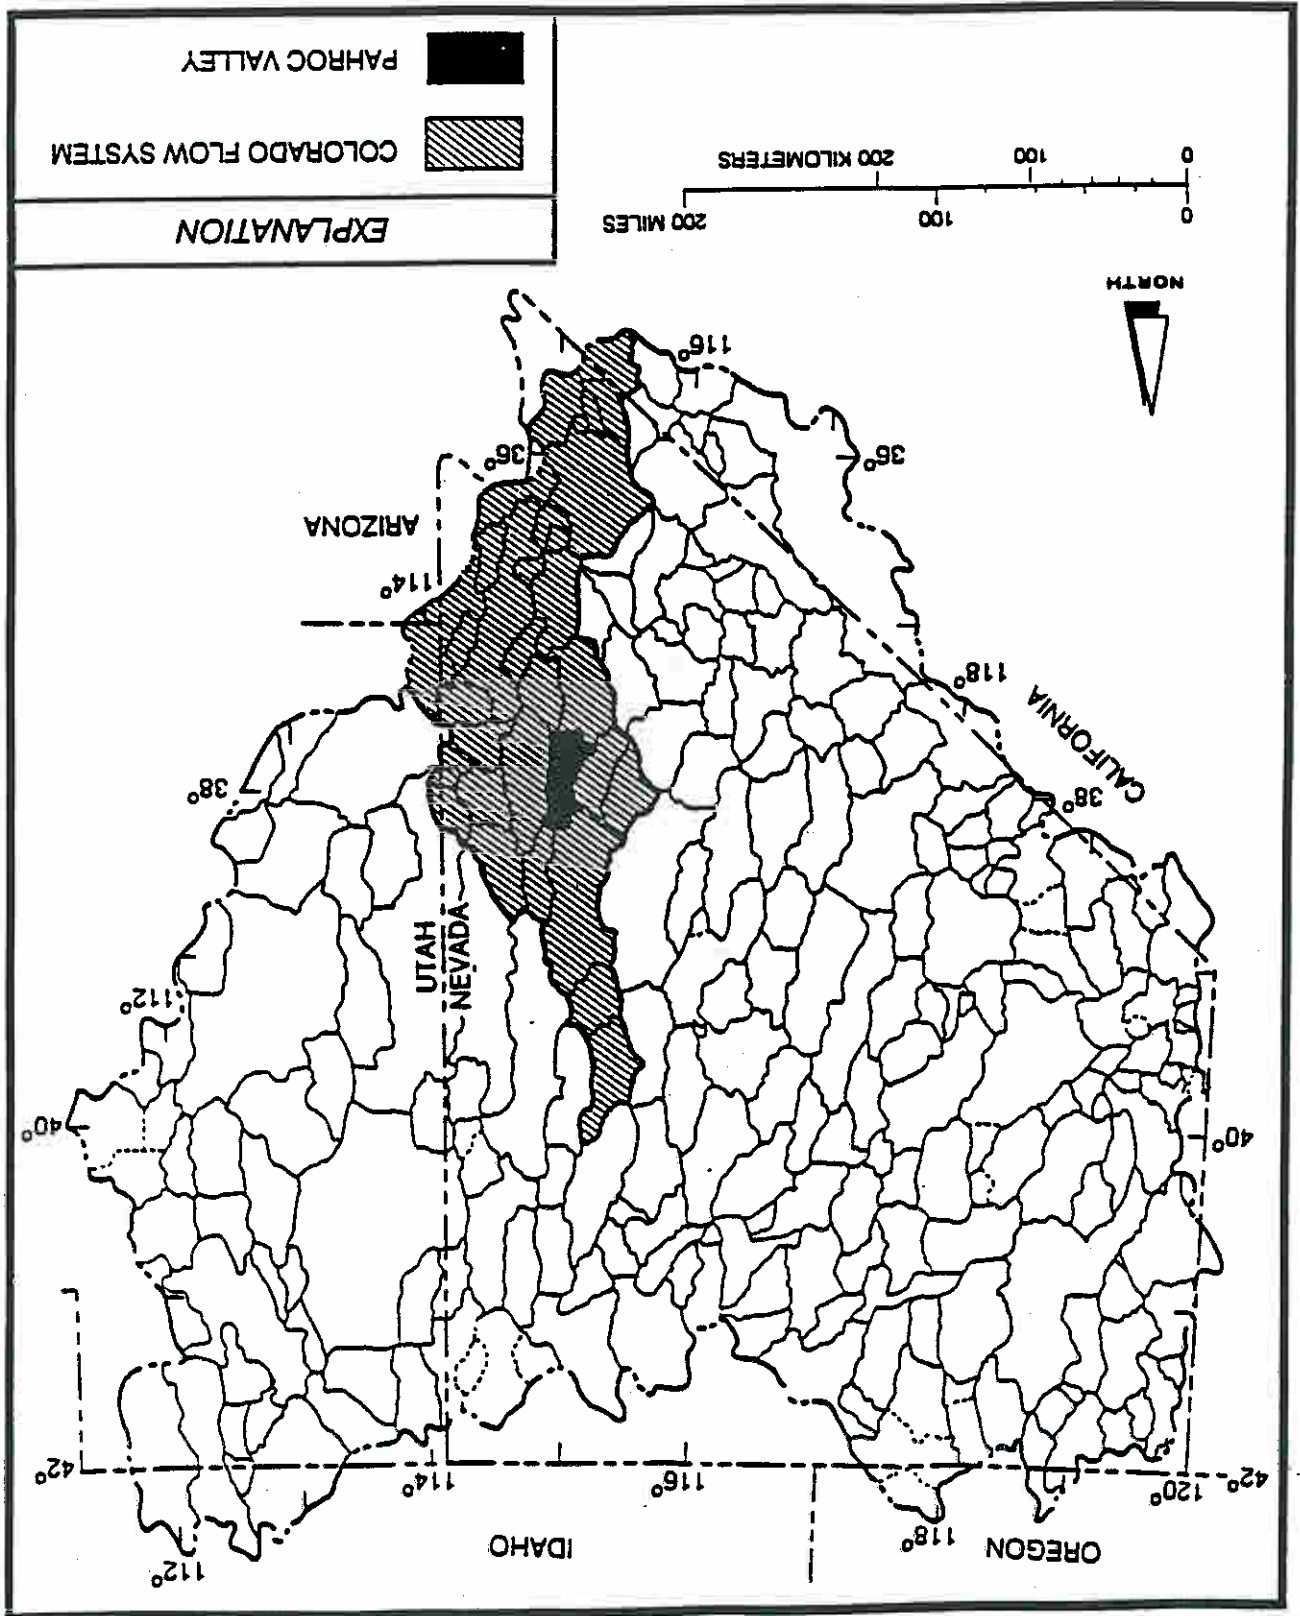 OREGON
118°
IDAHO
112°
42°
120°
116°
114°
42°
40°
40°
112°
NEVADA
UTAH
38°
38°
CALIFORNIA
118°
114°
ARIZONA
36°
36°
116°
NORTH
0 100 200 MILES
0 100 200 KILOMETERS
EXPLANATION
COLORADO FLOW SYSTEM
PAHROC VALLEY